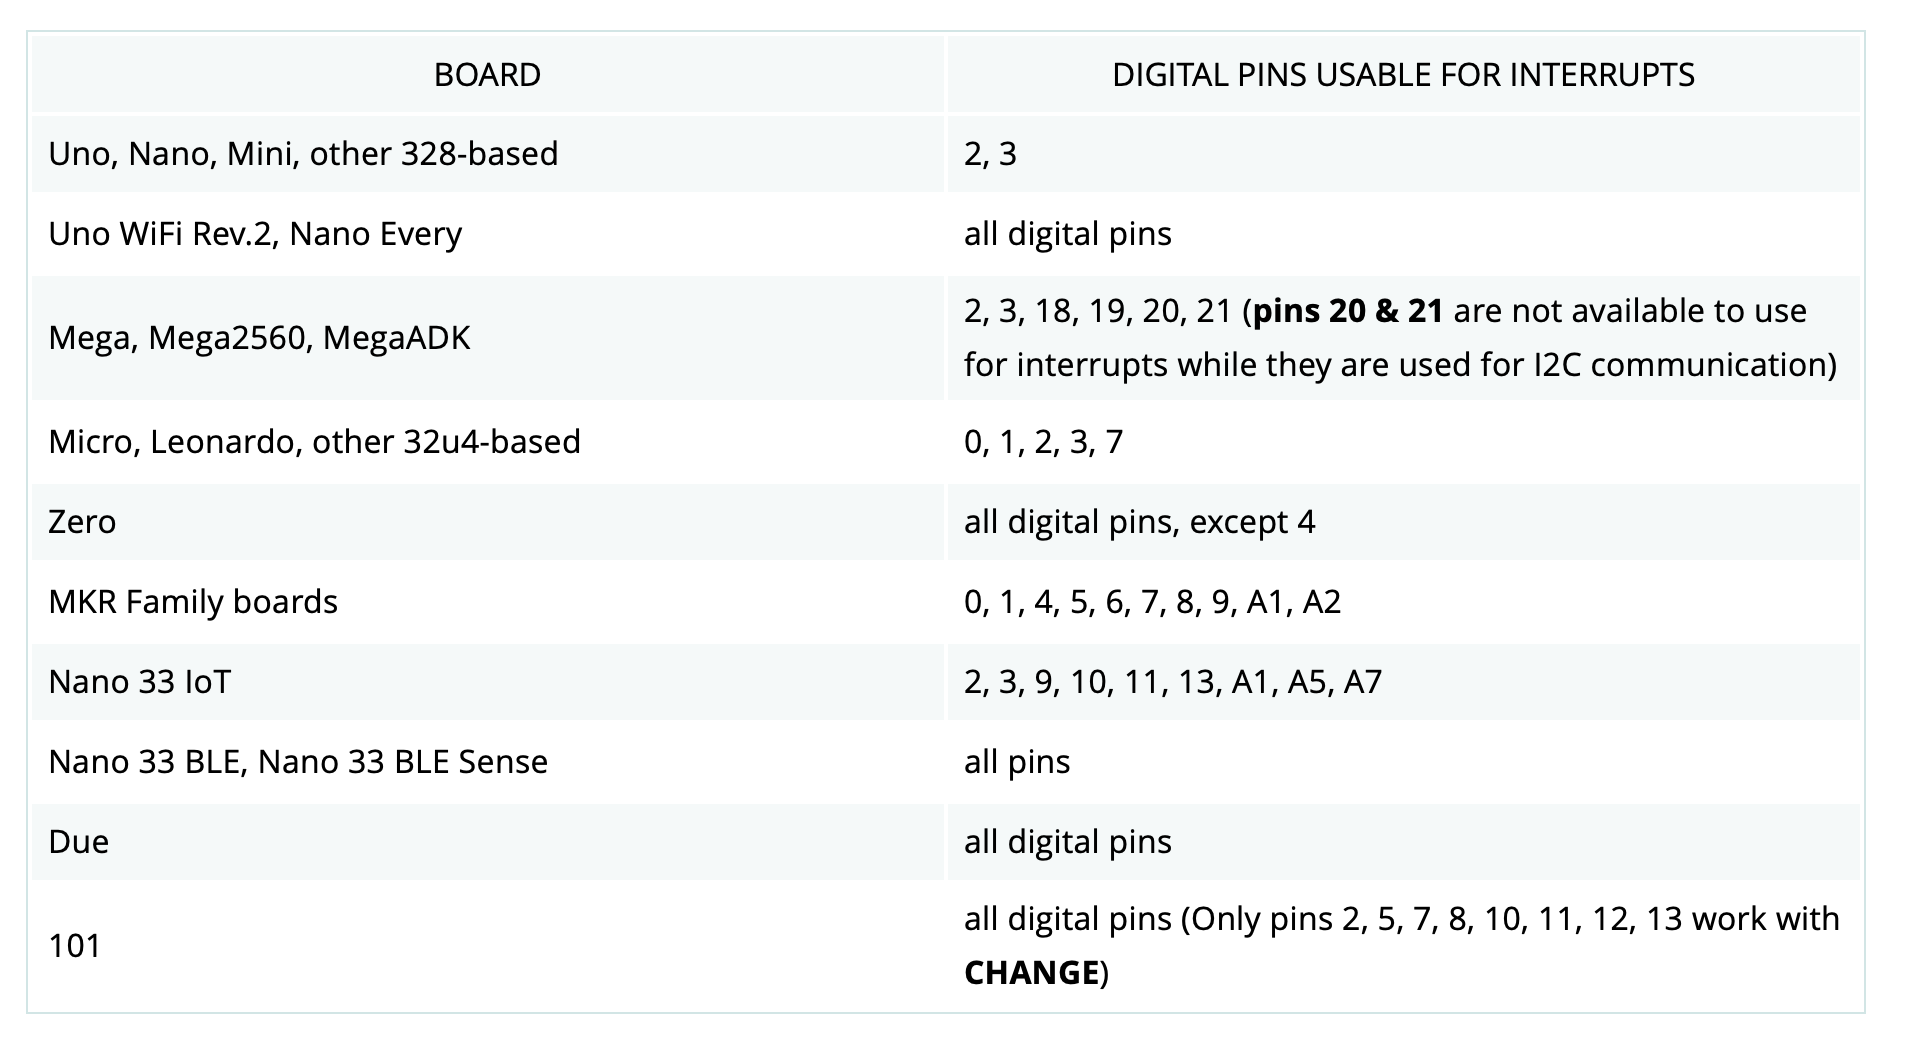 BOARD
DIGITAL PINS USABLE FOR INTERRUPTS
Uno, Nano, Mini, other 328-based
2, 3
Uno WiFi Rev.2, Nano Every
all digital pins
Mega, Mega2560, MegaADK
2, 3, 18, 19, 20, 21 (pins 20 & 21 are not available to use
for interrupts while they are used for I2C communication)
Micro, Leonardo, other 32u4-based
0, 1, 2, 3, 7
Zero
all digital pins, except 4
MKR Family boards
0, 1, 4, 5, 6, 7, 8, 9, A1, A2
Nano 33 IoT
2, 3, 9, 10, 11, 13, A1, A5, A7
Nano 33 BLE, Nano 33 BLE Sense
all pins
Due
all digital pins
101
all digital pins (Only pins 2, 5, 7, 8, 10, 11, 12, 13 work with
CHANGE)